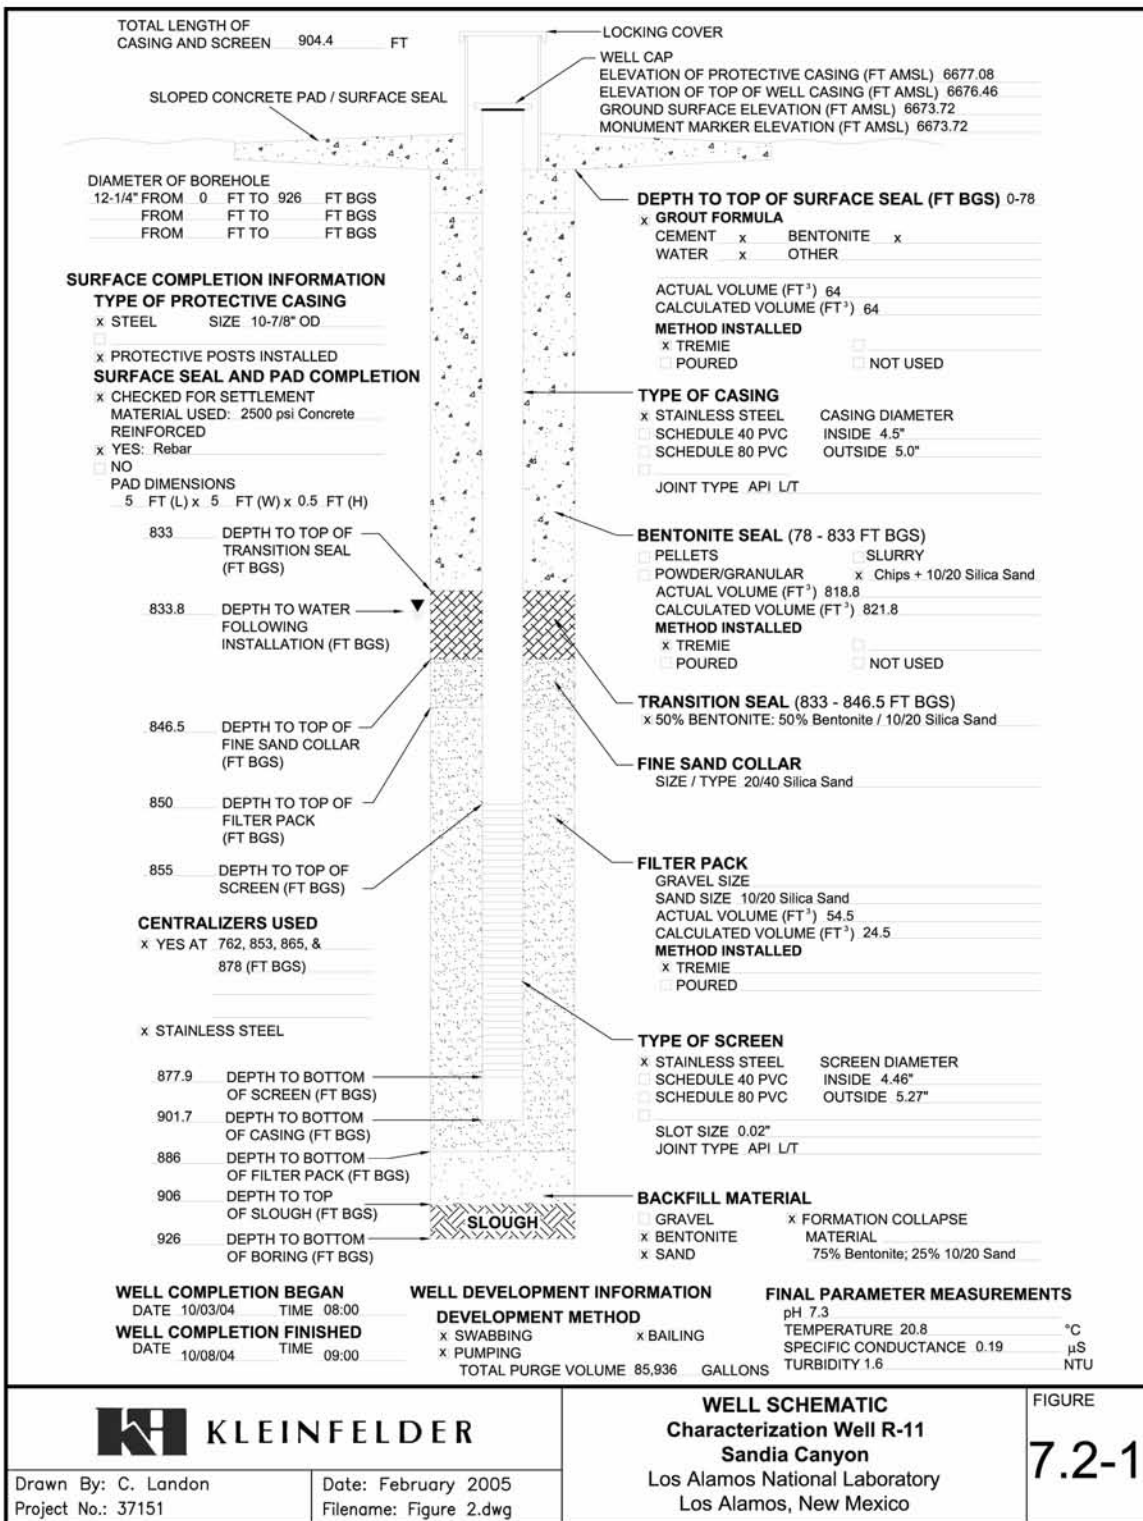 TOTAL LENGTH OF
CASING AND SCREEN 904.4 FT
LOCKING COVER
WELL CAP
ELEVATION OF PROTECTIVE CASING (FT AMSL) 6677.08
ELEVATION OF TOP OF WELL CASING (FT AMSL) 6676.46
GROUND SURFACE ELEVATION (FT AMSL) 6673.72
MONUMENT MARKER ELEVATION (FT AMSL) 6673.72
SLOPED CONCRETE PAD / SURFACE SEAL
DIAMETER OF BOREHOLE
12-1/4" FROM 0 FT TO 926 FT BGS
FROM FT TO FT BGS
FROM FT TO FT BGS
SURFACE COMPLETION INFORMATION
TYPE OF PROTECTIVE CASING
x STEEL SIZE 10-7/8" OD
x PROTECTIVE POSTS INSTALLED
SURFACE SEAL AND PAD COMPLETION
x CHECKED FOR SETTLEMENT
MATERIAL USED: 2500 psi Concrete
REINFORCED
x YES: Rebar
NO
PAD DIMENSIONS
5 FT (L) x 5 FT (W) x 0.5 FT (H)
833 DEPTH TO TOP OF
TRANSITION SEAL
(FT BGS)
833.8 DEPTH TO WATER
FOLLOWING
INSTALLATION (FT BGS)
846.5 DEPTH TO TOP OF
FINE SAND COLLAR
(FT BGS)
850 DEPTH TO TOP OF
FILTER PACK
(FT BGS)
855 DEPTH TO TOP OF
SCREEN (FT BGS)
CENTRALIZERS USED
x YES AT 762, 853, 865, &
878 (FT BGS)
x STAINLESS STEEL
877.9 DEPTH TO BOTTOM
OF SCREEN (FT BGS)
901.7 DEPTH TO BOTTOM
OF CASING (FT BGS)
886 DEPTH TO BOTTOM
OF FILTER PACK (FT BGS)
906 DEPTH TO TOP
OF SLOUGH (FT BGS)
926 DEPTH TO BOTTOM
OF BORING (FT BGS)
SLOUGH
DEPTH TO TOP OF SURFACE SEAL (FT BGS) 0-78
x GROUT FORMULA
CEMENT x BENTONITE x
WATER x OTHER
ACTUAL VOLUME (FT³) 64
CALCULATED VOLUME (FT³) 64
METHOD INSTALLED
x TREMIE
POURED NOT USED
TYPE OF CASING
x STAINLESS STEEL CASING DIAMETER
SCHEDULE 40 PVC INSIDE 4.5"
SCHEDULE 80 PVC OUTSIDE 5.0"
JOINT TYPE API L/T
BENTONITE SEAL (78 - 833 FT BGS)
PELLETS SLURRY
POWDER/GRANULAR x Chips + 10/20 Silica Sand
ACTUAL VOLUME (FT³) 818.8
CALCULATED VOLUME (FT³) 821.8
METHOD INSTALLED
x TREMIE
POURED NOT USED
TRANSITION SEAL (833 - 846.5 FT BGS)
x 50% BENTONITE: 50% Bentonite / 10/20 Silica Sand
FINE SAND COLLAR
SIZE / TYPE 20/40 Silica Sand
FILTER PACK
GRAVEL SIZE
SAND SIZE 10/20 Silica Sand
ACTUAL VOLUME (FT³) 54.5
CALCULATED VOLUME (FT³) 24.5
METHOD INSTALLED
x TREMIE
POURED
TYPE OF SCREEN
x STAINLESS STEEL SCREEN DIAMETER
SCHEDULE 40 PVC INSIDE 4.46"
SCHEDULE 80 PVC OUTSIDE 5.27"
SLOT SIZE 0.02"
JOINT TYPE API L/T
BACKFILL MATERIAL
GRAVEL x FORMATION COLLAPSE
x BENTONITE MATERIAL
x SAND 75% Bentonite; 25% 10/20 Sand
WELL COMPLETION BEGAN
DATE 10/03/04 TIME 08:00
WELL COMPLETION FINISHED
DATE 10/08/04 TIME 09:00
WELL DEVELOPMENT INFORMATION
DEVELOPMENT METHOD
x SWABBING x BAILING
x PUMPING
TOTAL PURGE VOLUME 85,936 GALLONS
FINAL PARAMETER MEASUREMENTS
pH 7.3
TEMPERATURE 20.8 °C
SPECIFIC CONDUCTANCE 0.19 µS
TURBIDITY 1.6 NTU
KLEINFELDER
Drawn By: C. Landon
Project No.: 37151
Date: February 2005
Filename: Figure 2.dwg
WELL SCHEMATIC
Characterization Well R-11
Sandia Canyon
Los Alamos National Laboratory
Los Alamos, New Mexico
FIGURE
7.2-1